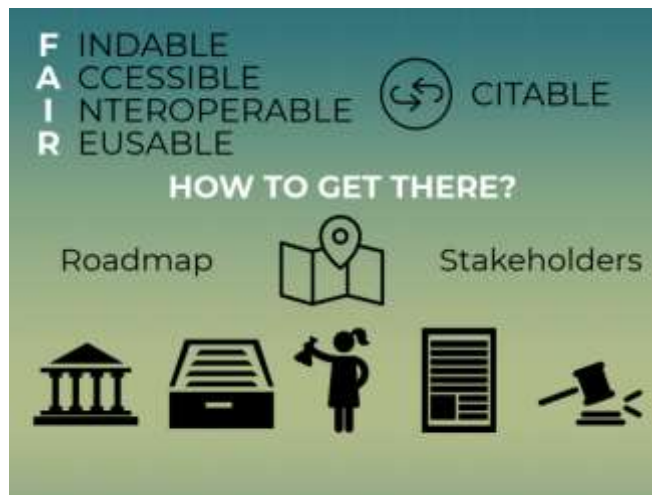 FINDABLE
ACCESSIBLE
INTEROPERABLE
REUSABLE
CITABLE
HOW TO GET THERE?
Roadmap
Stakeholders